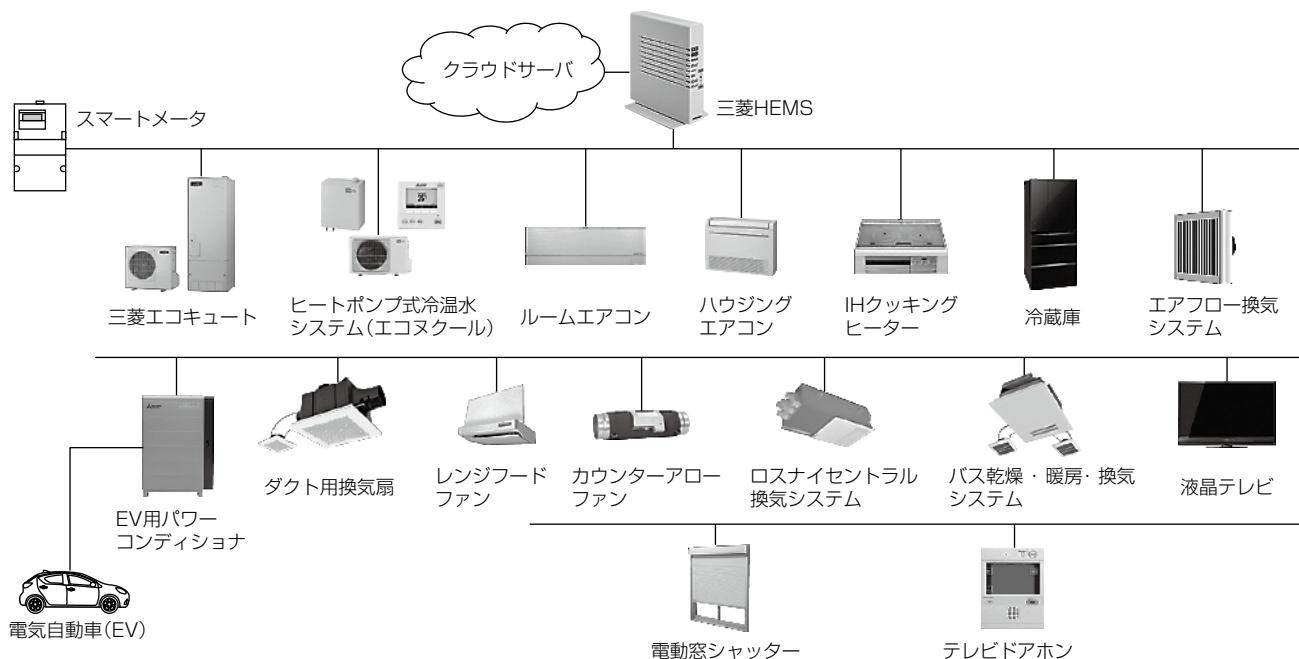 クラウドサーバ
三菱HEMS
スマートメータ
三菱エコキュート
ヒートポンプ式冷温水
システム(エコヌクール)
ルームエアコン
ハウジング
エアコン
IHクッキング
ヒーター
冷蔵庫
エアフロー換気
システム
EV用パワー
コンディショナ
ダクト用換気扇
レンジフード
ファン
カウンターアロー
ファン
ロスナイセントラル
換気システム
バス乾燥・暖房・換気
システム
液晶テレビ
電気自動車(EV)
電動窓シャッター
テレビドアホン